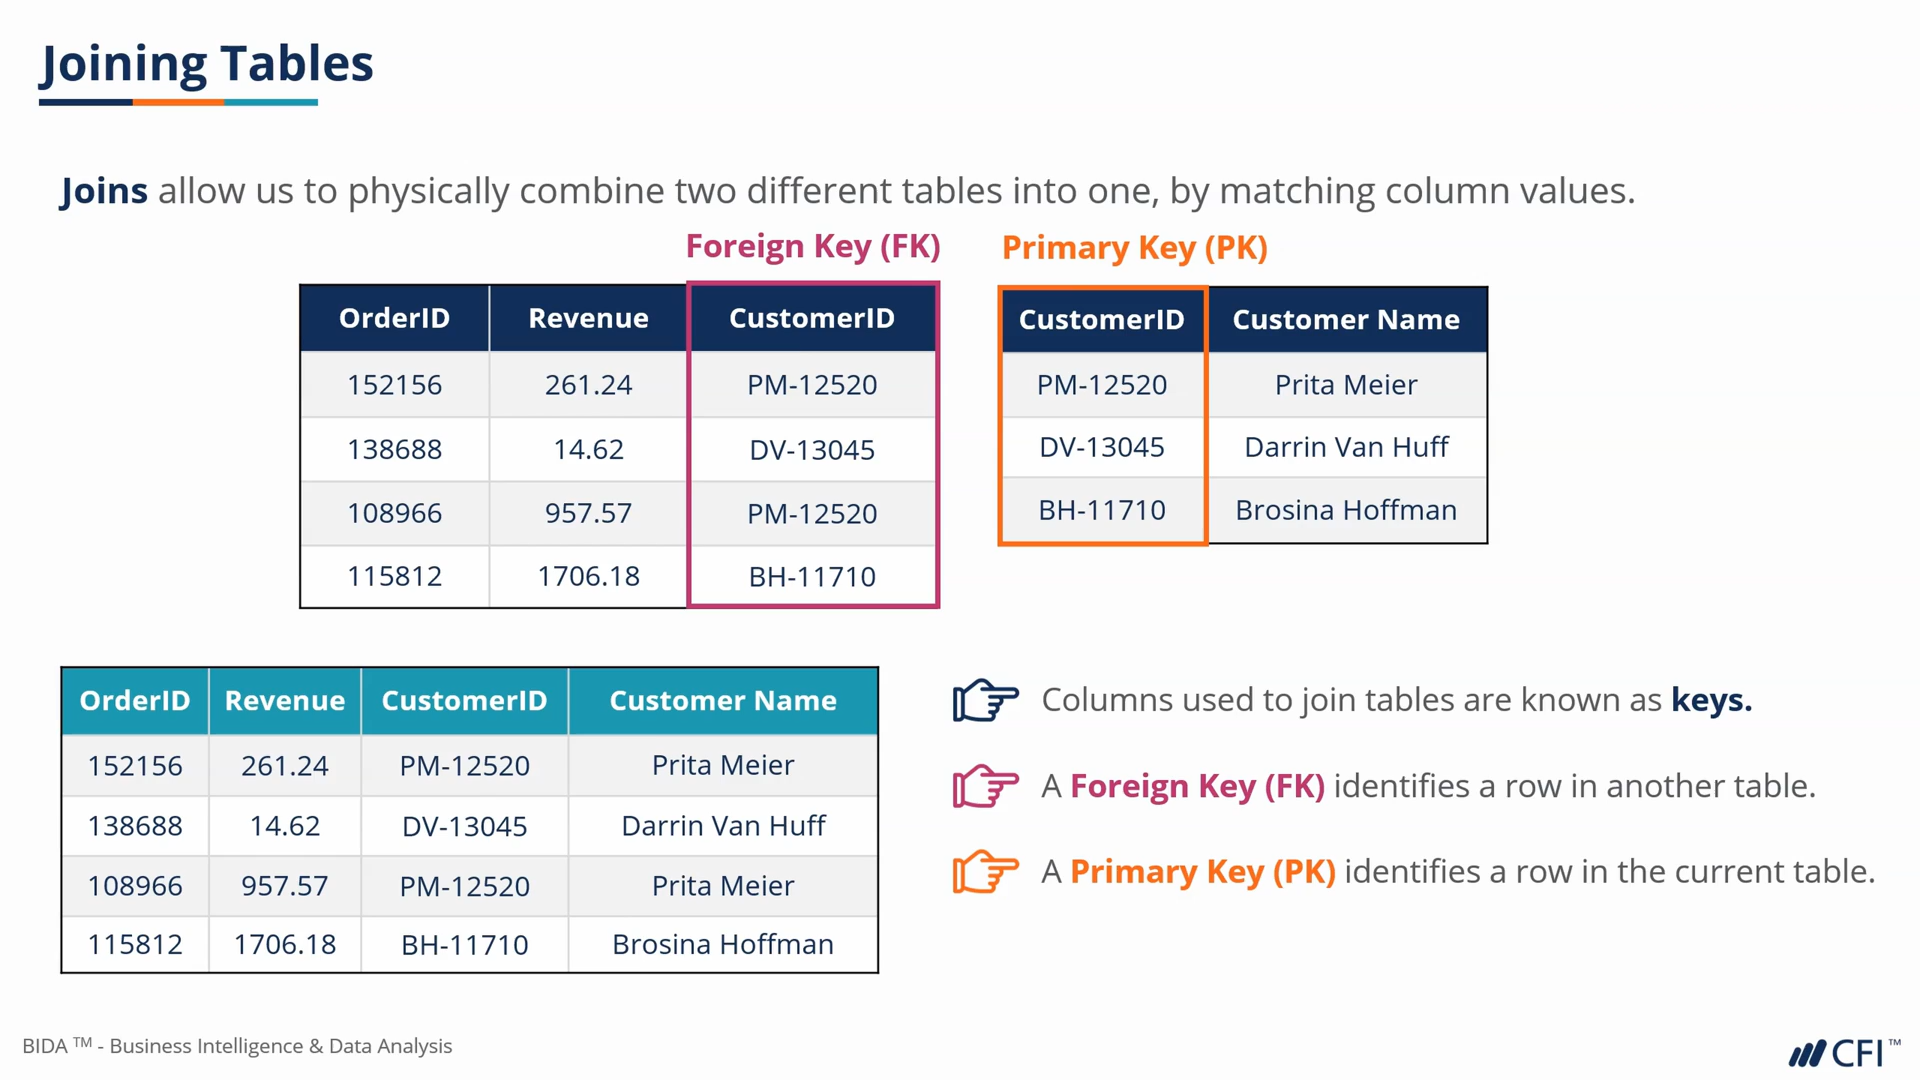 Joining Tables
Joins allow us to physically combine two different tables into one, by matching column values.
Foreign Key (FK)
OrderID Revenue CustomerID
152156 261.24 PM-12520
138688 14.62 DV-13045
108966 957.57 PM-12520
115812 1706.18 BH-11710
Primary Key (PK)
CustomerID Customer Name
PM-12520 Prita Meier
DV-13045 Darrin Van Huff
BH-11710 Brosina Hoffman
OrderID Revenue CustomerID Customer Name
152156 261.24 PM-12520 Prita Meier
138688 14.62 DV-13045 Darrin Van Huff
108966 957.57 PM-12520 Prita Meier
115812 1706.18 BH-11710 Brosina Hoffman
Columns used to join tables are known as keys.
A Foreign Key (FK) identifies a row in another table.
A Primary Key (PK) identifies a row in the current table.
BIDA TM - Business Intelligence & Data Analysis
CFI™